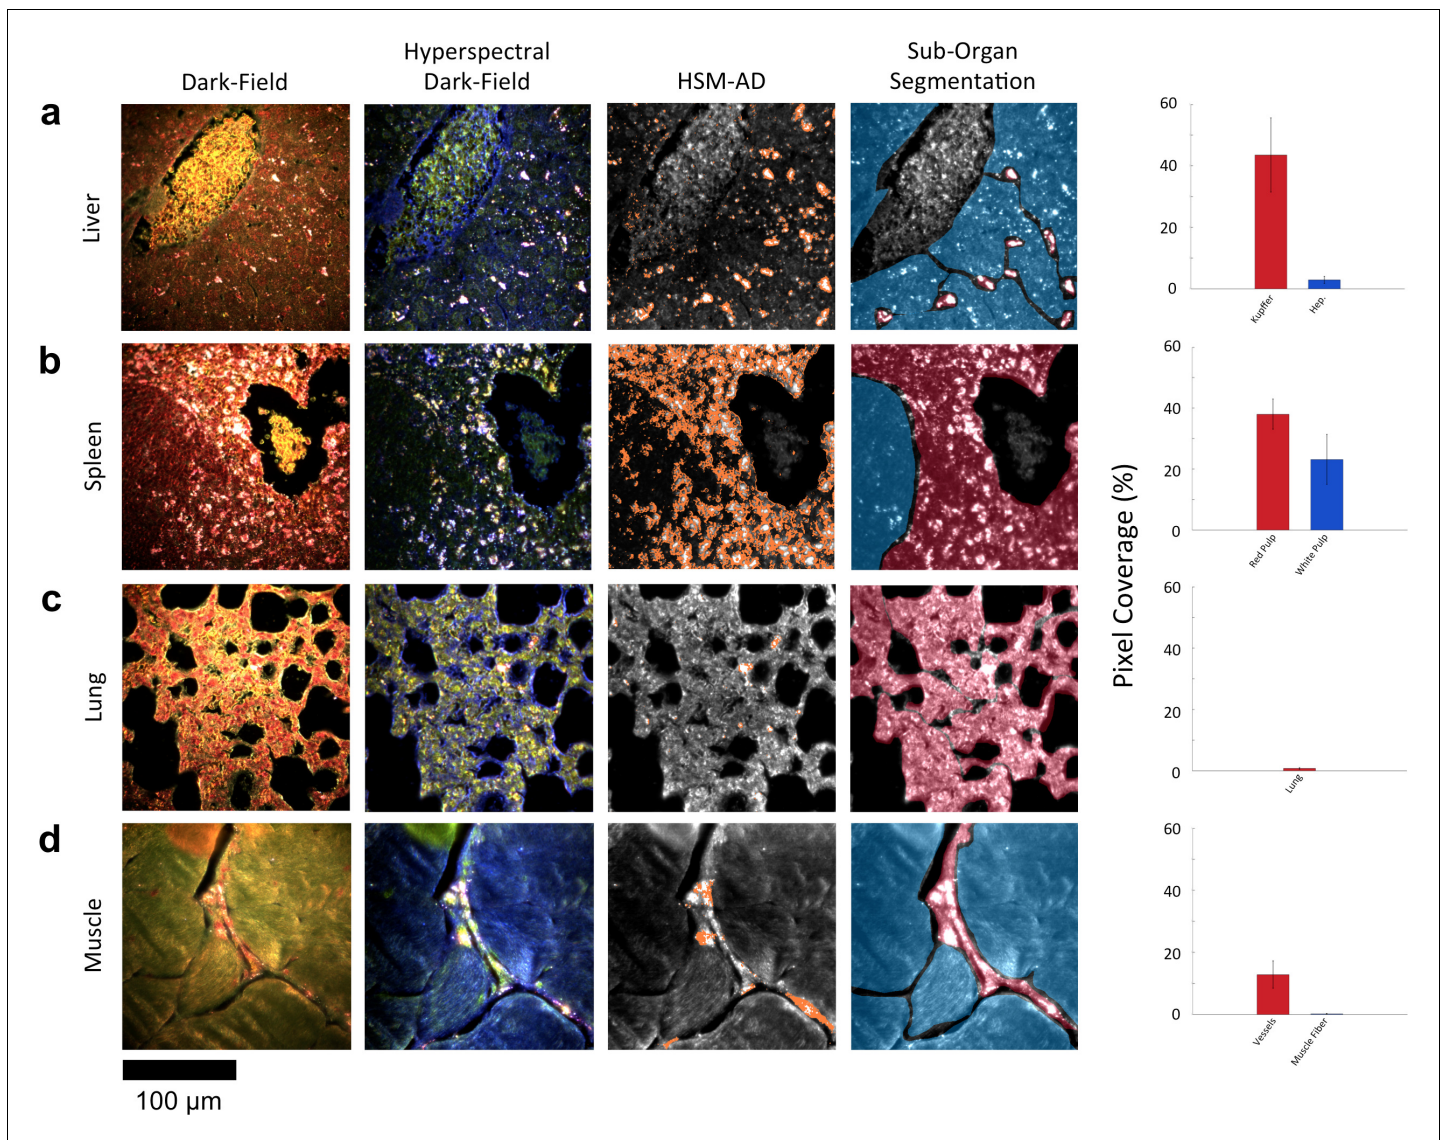 Dark-Field
Hyperspectral
Dark-Field
HSM-AD
Sub-Organ
Segmentation
a
Liver
60
40
20
0
Kupffer
Hep.
b
Spleen
60
40
20
0
Red Pulp
White Pulp
Pixel Coverage (%)
c
Lung
60
40
20
0
Lung
d
Muscle
60
40
20
0
Vessels
Muscle Fiber
100 µm